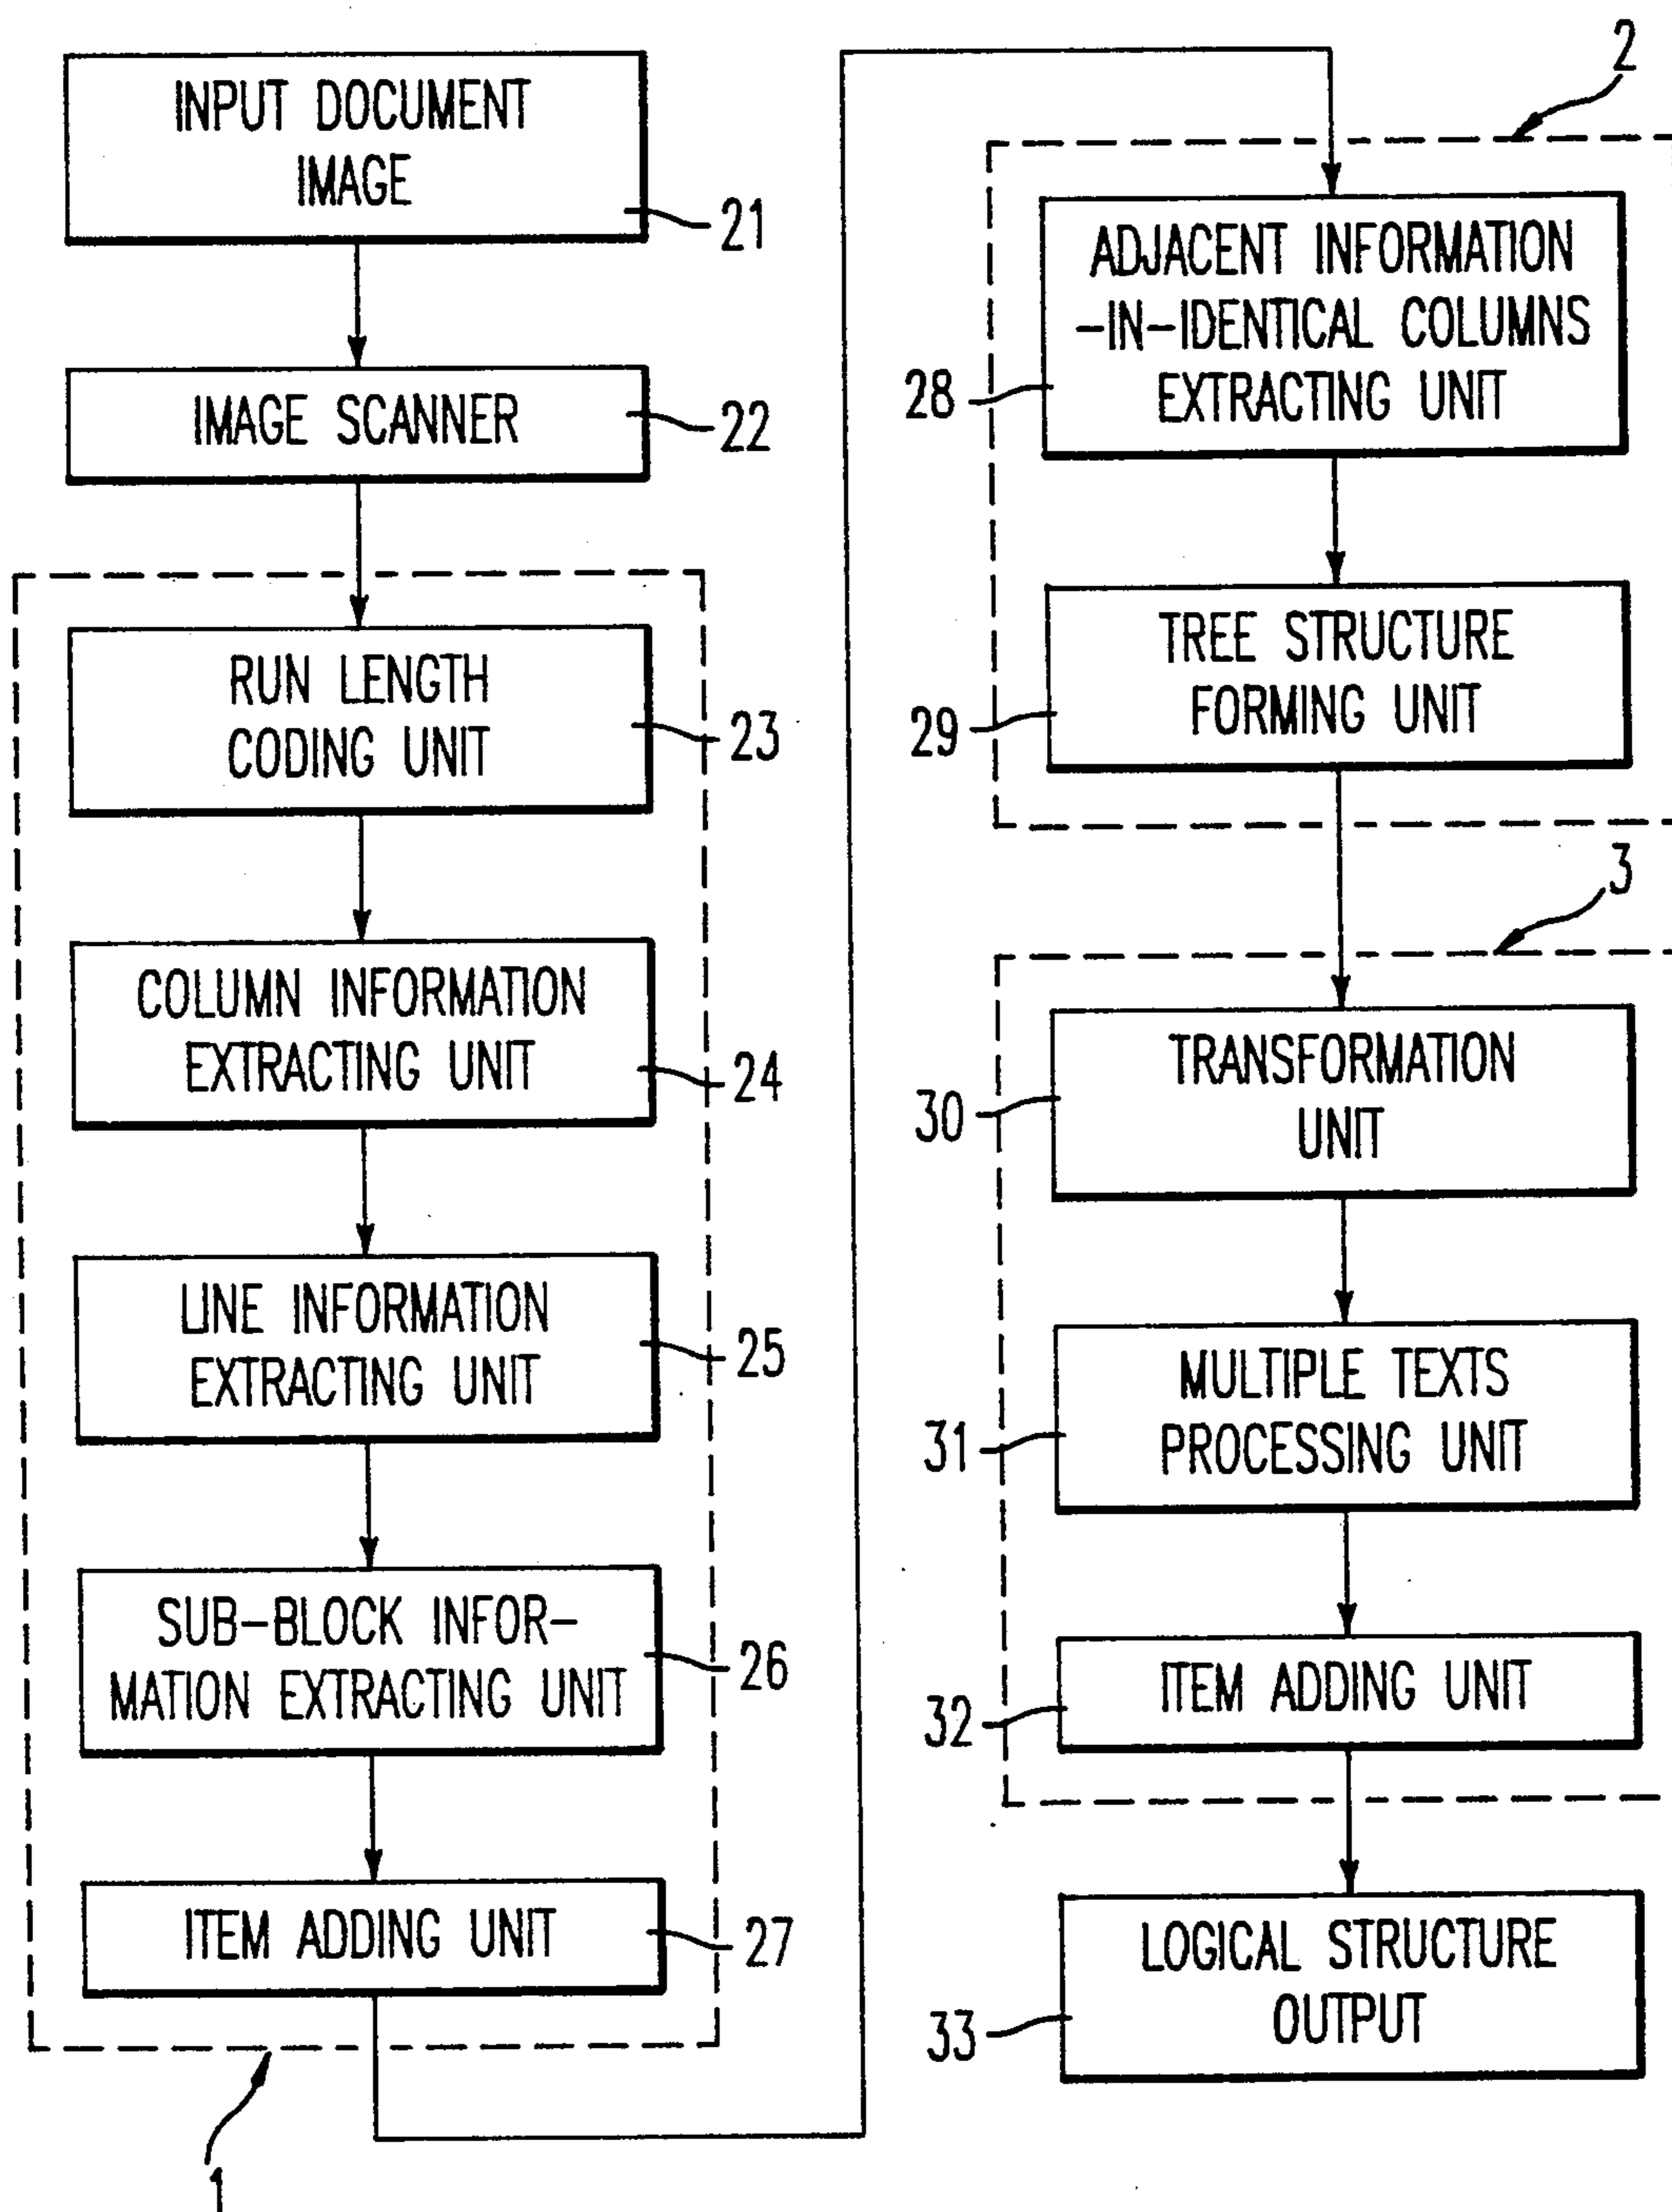 INPUT DOCUMENT
IMAGE
21
IMAGE SCANNER
22
RUN LENGTH
CODING UNIT
23
COLUMN INFORMATION
EXTRACTING UNIT
24
LINE INFORMATION
EXTRACTING UNIT
25
SUB-BLOCK INFOR-
MATION EXTRACTING UNIT
26
ITEM ADDING UNIT
27
1
2
ADJACENT INFORMATION
-IN-IDENTICAL COLUMNS
EXTRACTING UNIT
28
TREE STRUCTURE
FORMING UNIT
29
3
TRANSFORMATION
UNIT
30
MULTIPLE TEXTS
PROCESSING UNIT
31
ITEM ADDING UNIT
32
LOGICAL STRUCTURE
OUTPUT
33